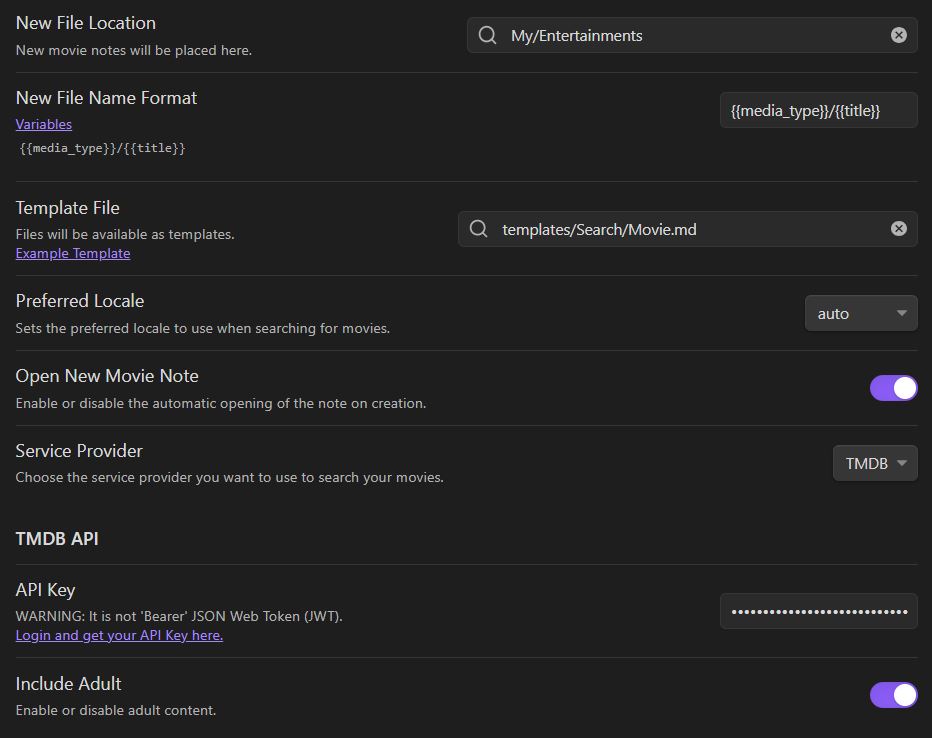 New File Location
New movie notes will be placed here.
My/Entertainments
New File Name Format
Variables
{{media_type}}/{{title}}
{{media_type}}/{{title}}
Template File
Files will be available as templates.
Example Template
templates/Search/Movie.md
Preferred Locale
Sets the preferred locale to use when searching for movies.
auto
Open New Movie Note
Enable or disable the automatic opening of the note on creation.
Service Provider
Choose the service provider you want to use to search your movies.
TMDB
TMDB API
API Key
WARNING: It is not 'Bearer' JSON Web Token (JWT).
Login and get your API Key here.
Include Adult
Enable or disable adult content.